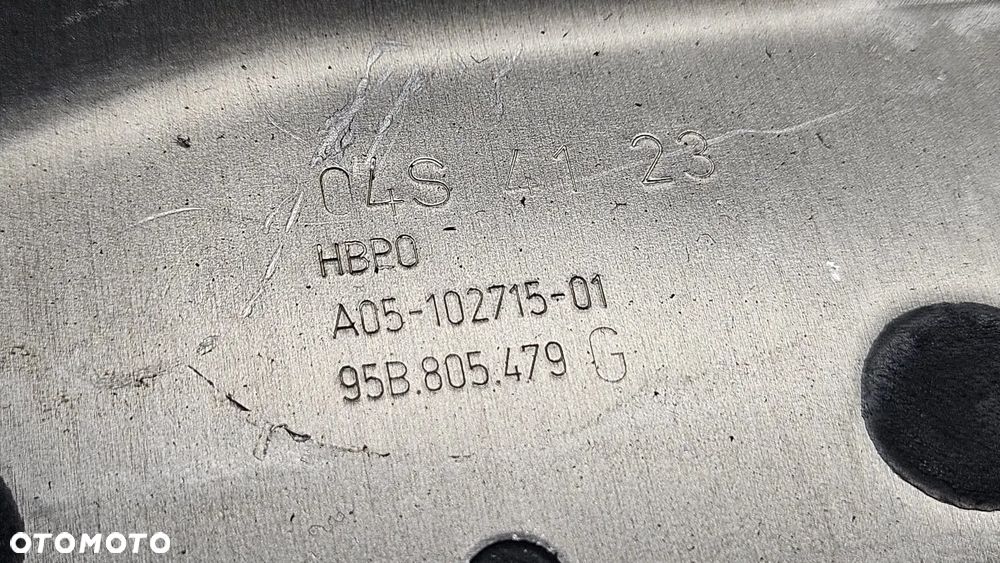 04S 41 23
HBPO
A05-102715-01
95B.805.479 G
OTOMOTO